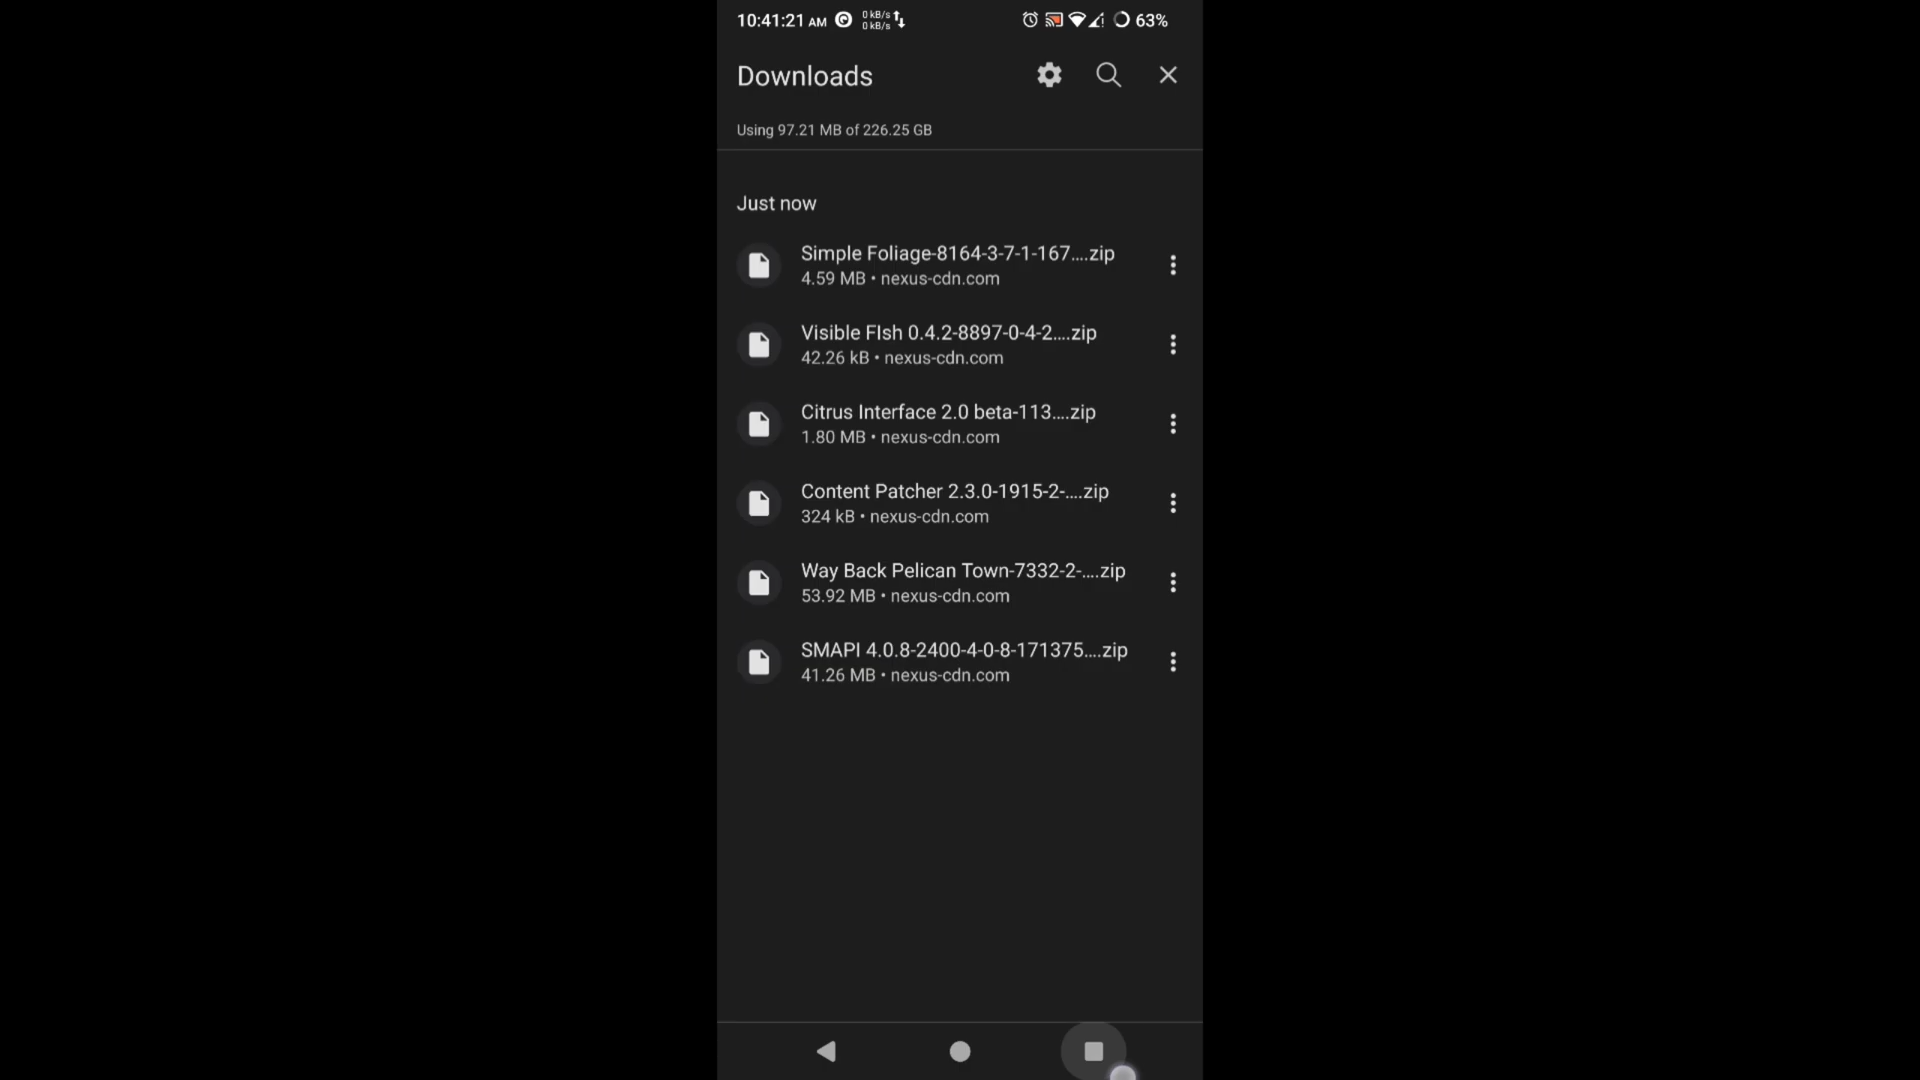 10:41:21 AM 0 kB/s 0 kB/s 63%
Downloads
Using 97.21 MB of 226.25 GB
Just now
Simple Foliage-8164-3-7-1-167....zip
4.59 MB • nexus-cdn.com
Visible FIsh 0.4.2-8897-0-4-2....zip
42.26 kB • nexus-cdn.com
Citrus Interface 2.0 beta-113....zip
1.80 MB • nexus-cdn.com
Content Patcher 2.3.0-1915-2-....zip
324 kB • nexus-cdn.com
Way Back Pelican Town-7332-2-....zip
53.92 MB • nexus-cdn.com
SMAPI 4.0.8-2400-4-0-8-171375....zip
41.26 MB • nexus-cdn.com